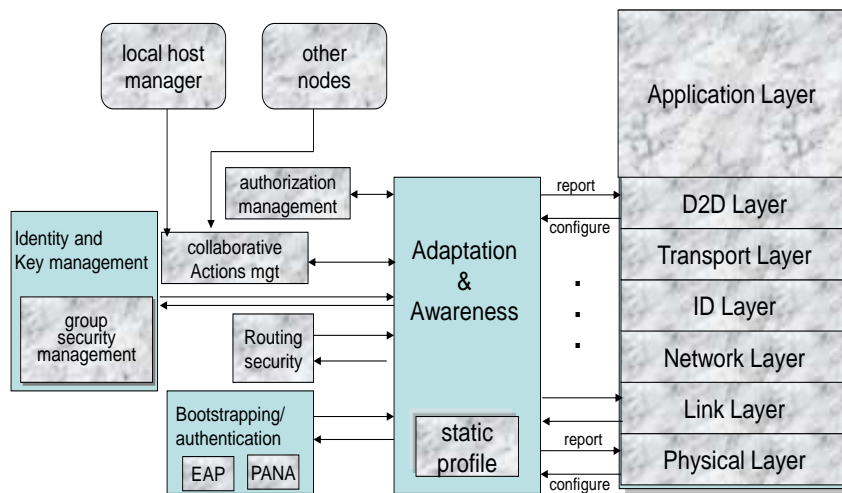 local host
manager
other
nodes
Application Layer
authorization
management
report
D2D Layer
configure
Identity and
Key management
collaborative
Actions mgt
Adaptation
&
Awareness
Transport Layer
ID Layer
group
security
management
Routing
security
Network Layer
Link Layer
Bootstrapping/
authentication
EAP
PANA
static
profile
report
Physical Layer
configure